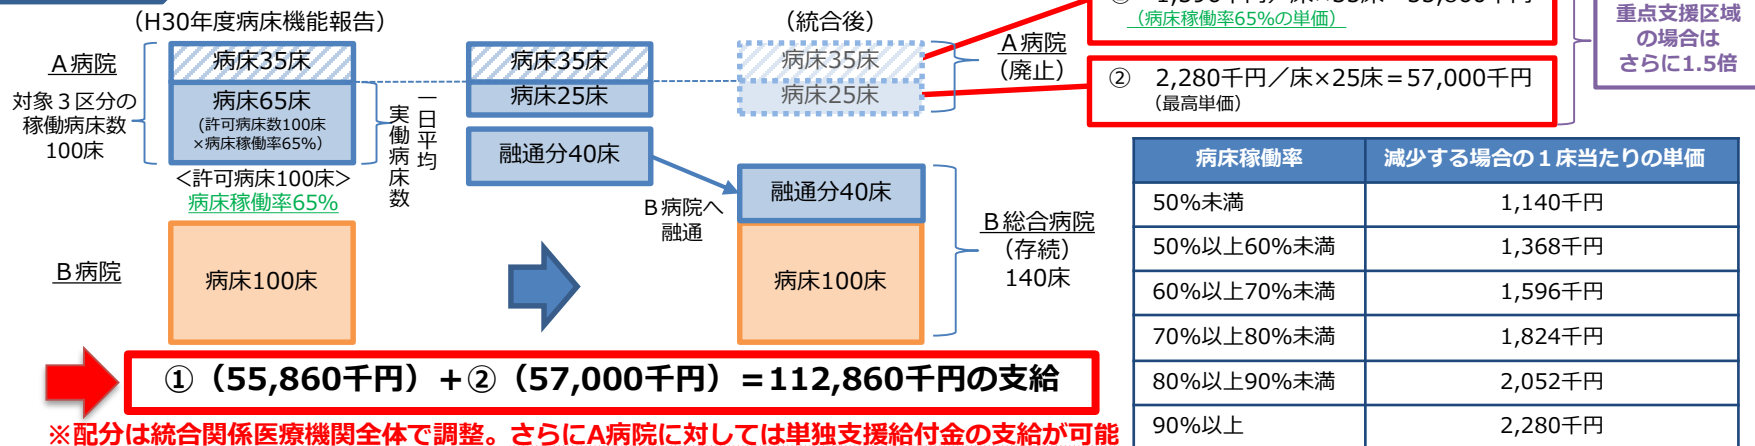 （H30年度病床機能報告）
（統合後）
（病床稼働率65%の単価）
重点支援区域
の場合は
さらに1.5倍
Ａ病院
対象３区分の
稼働病床数
100床
病床35床
病床65床
(許可病床数100床
×病床稼働率65%)
一日平均
実働病床数
＜許可病床100床＞
病床稼働率65%
病床35床
病床25床
融通分40床
Ｂ病院へ
融通
病床35床
病床25床
Ａ病院
（廃止）
②　2,280千円／床×25床＝57,000千円
（最高単価）
融通分40床
病床100床
Ｂ総合病院
（存続）
140床
Ｂ病院
病床100床
病床稼働率　減少する場合の１床当たりの単価
50%未満　1,140千円
50%以上60%未満　1,368千円
60%以上70%未満　1,596千円
70%以上80%未満　1,824千円
80%以上90%未満　2,052千円
90%以上　2,280千円
①（55,860千円）＋②（57,000千円）＝112,860千円の支給
※配分は統合関係医療機関全体で調整。さらにA病院に対しては単独支援給付金の支給が可能